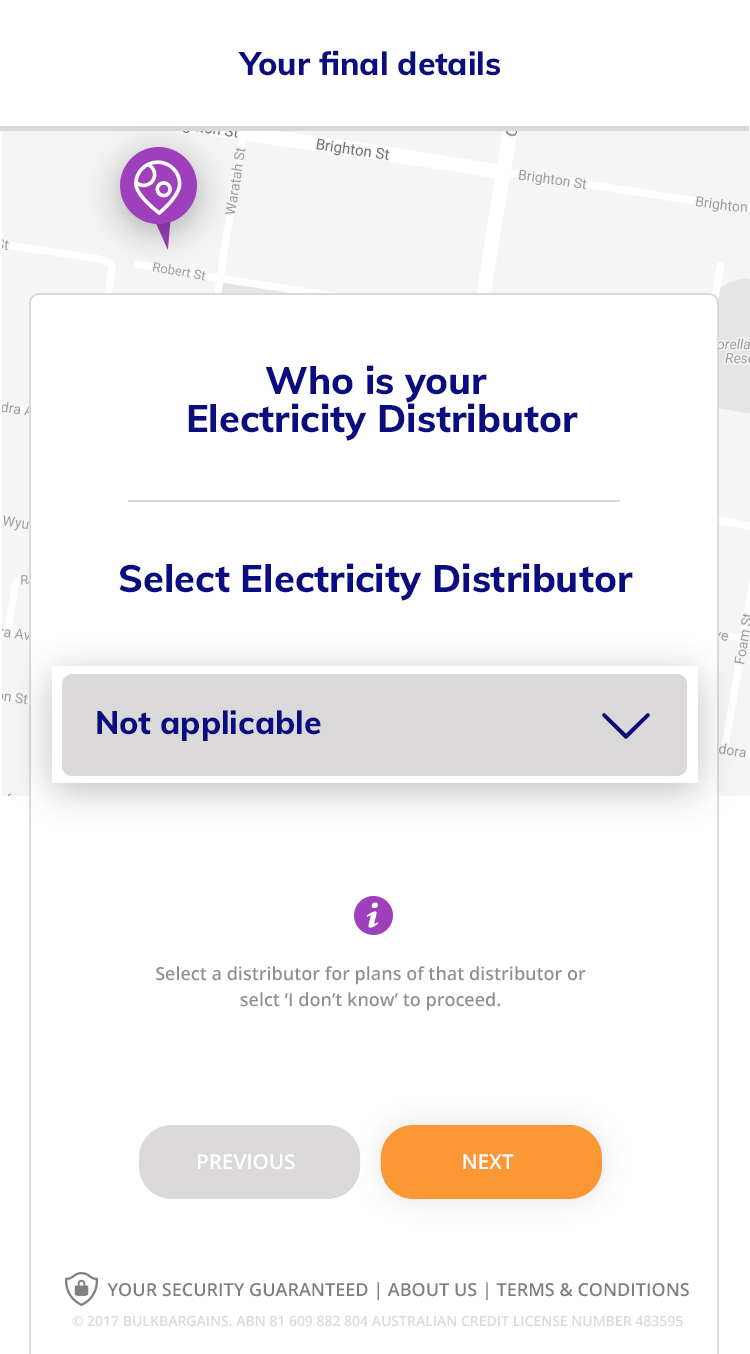 Your final details
Brighton St
Brighton St
Brighton
Waratah St
Robert St
Who is your
Electricity Distributor
Select Electricity Distributor
Wyu
Foam St
Not applicable
Select a distributor for plans of that distributor or
selct ‘I don’t know’ to proceed.
PREVIOUS
NEXT
YOUR SECURITY GUARANTEED | ABOUT US | TERMS & CONDITIONS
© 2017 BULKBARGAINS. ABN 81 609 882 804 AUSTRALIAN CREDIT LICENSE NUMBER 483595